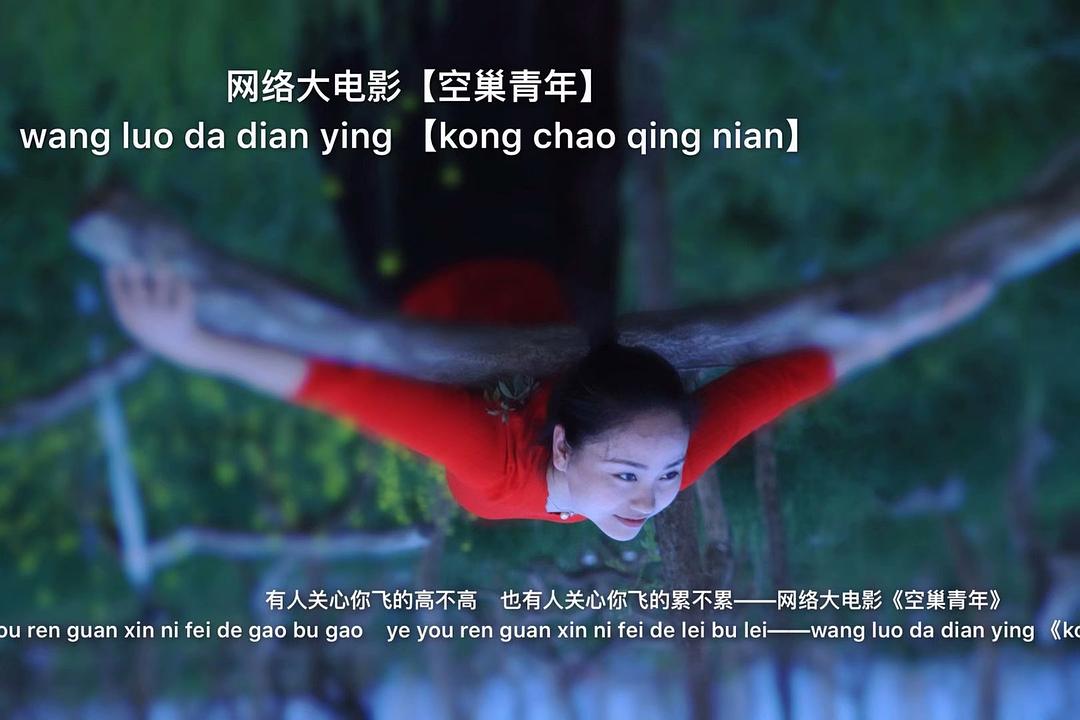 网络大电影【空巢青年】
wang luo da dian ying 【kong chao qing nian】
有人关心你飞的高不高　也有人关心你飞的累不累——网络大电影《空巢青年》
ou ren guan xin ni fei de gao bu gao　ye you ren guan xin ni fei de lei bu lei——wang luo da dian ying 《ko